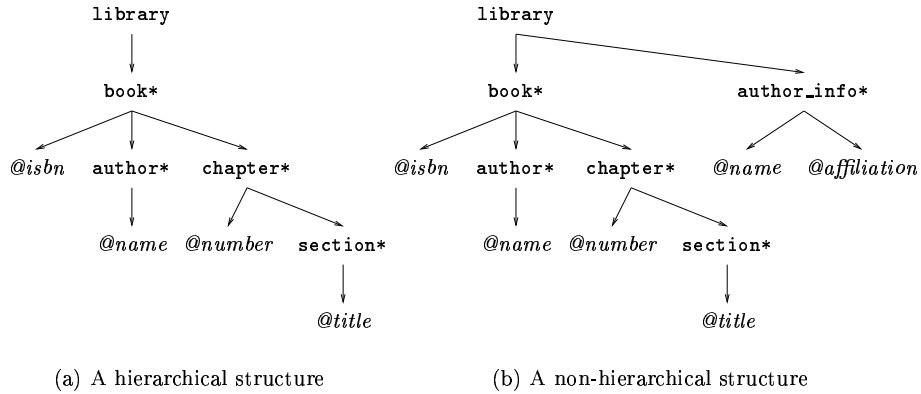 library library
book* book* author_info*
@isbn author* chapter* @isbn author* chapter* @name @affiliation
@name @number section* @name @number section*
@title @title
(a) A hierarchical structure (b) A non-hierarchical structure